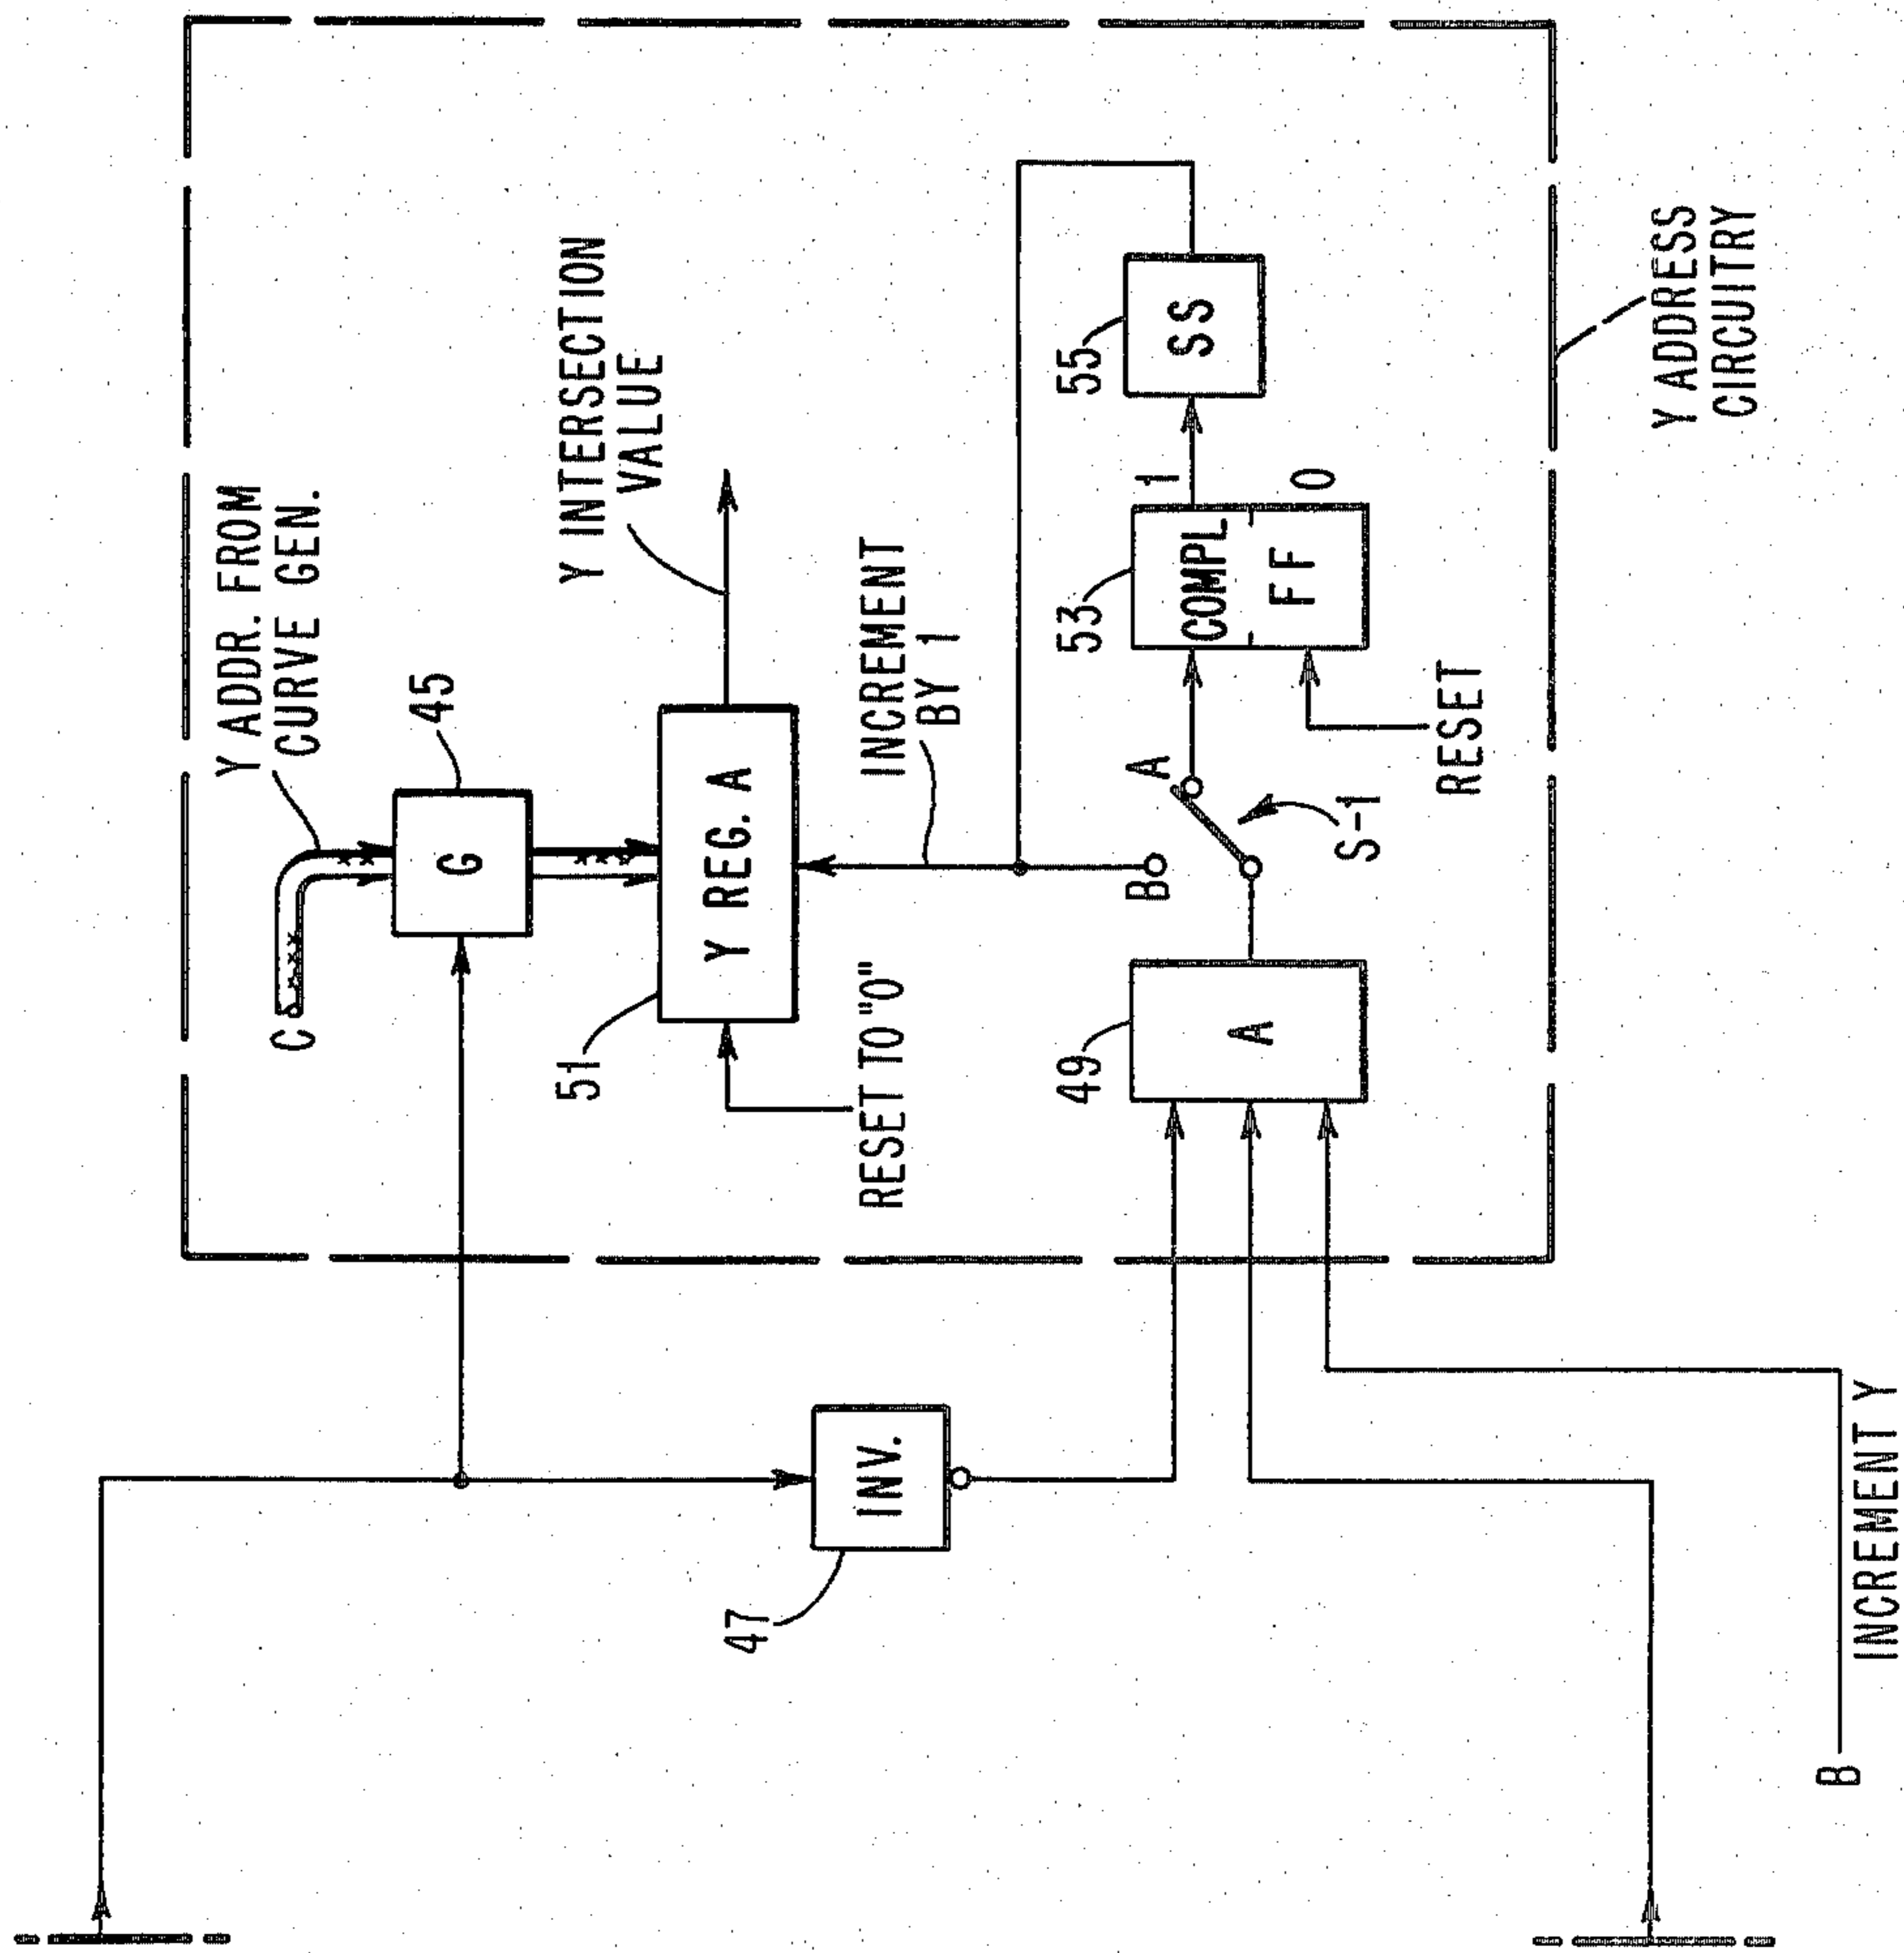 Y ADDR. FROM
CURVE GEN.
C
45
G
Y INTERSECTION
VALUE
51
Y REG. A
RESET TO "0"
INCREMENT
BY 1
47
INV.
49
A
B
A
S-1
53
COMPL
FF
1
0
RESET
55
SS
Y ADDRESS
CIRCUITRY
B
INCREMENT Y